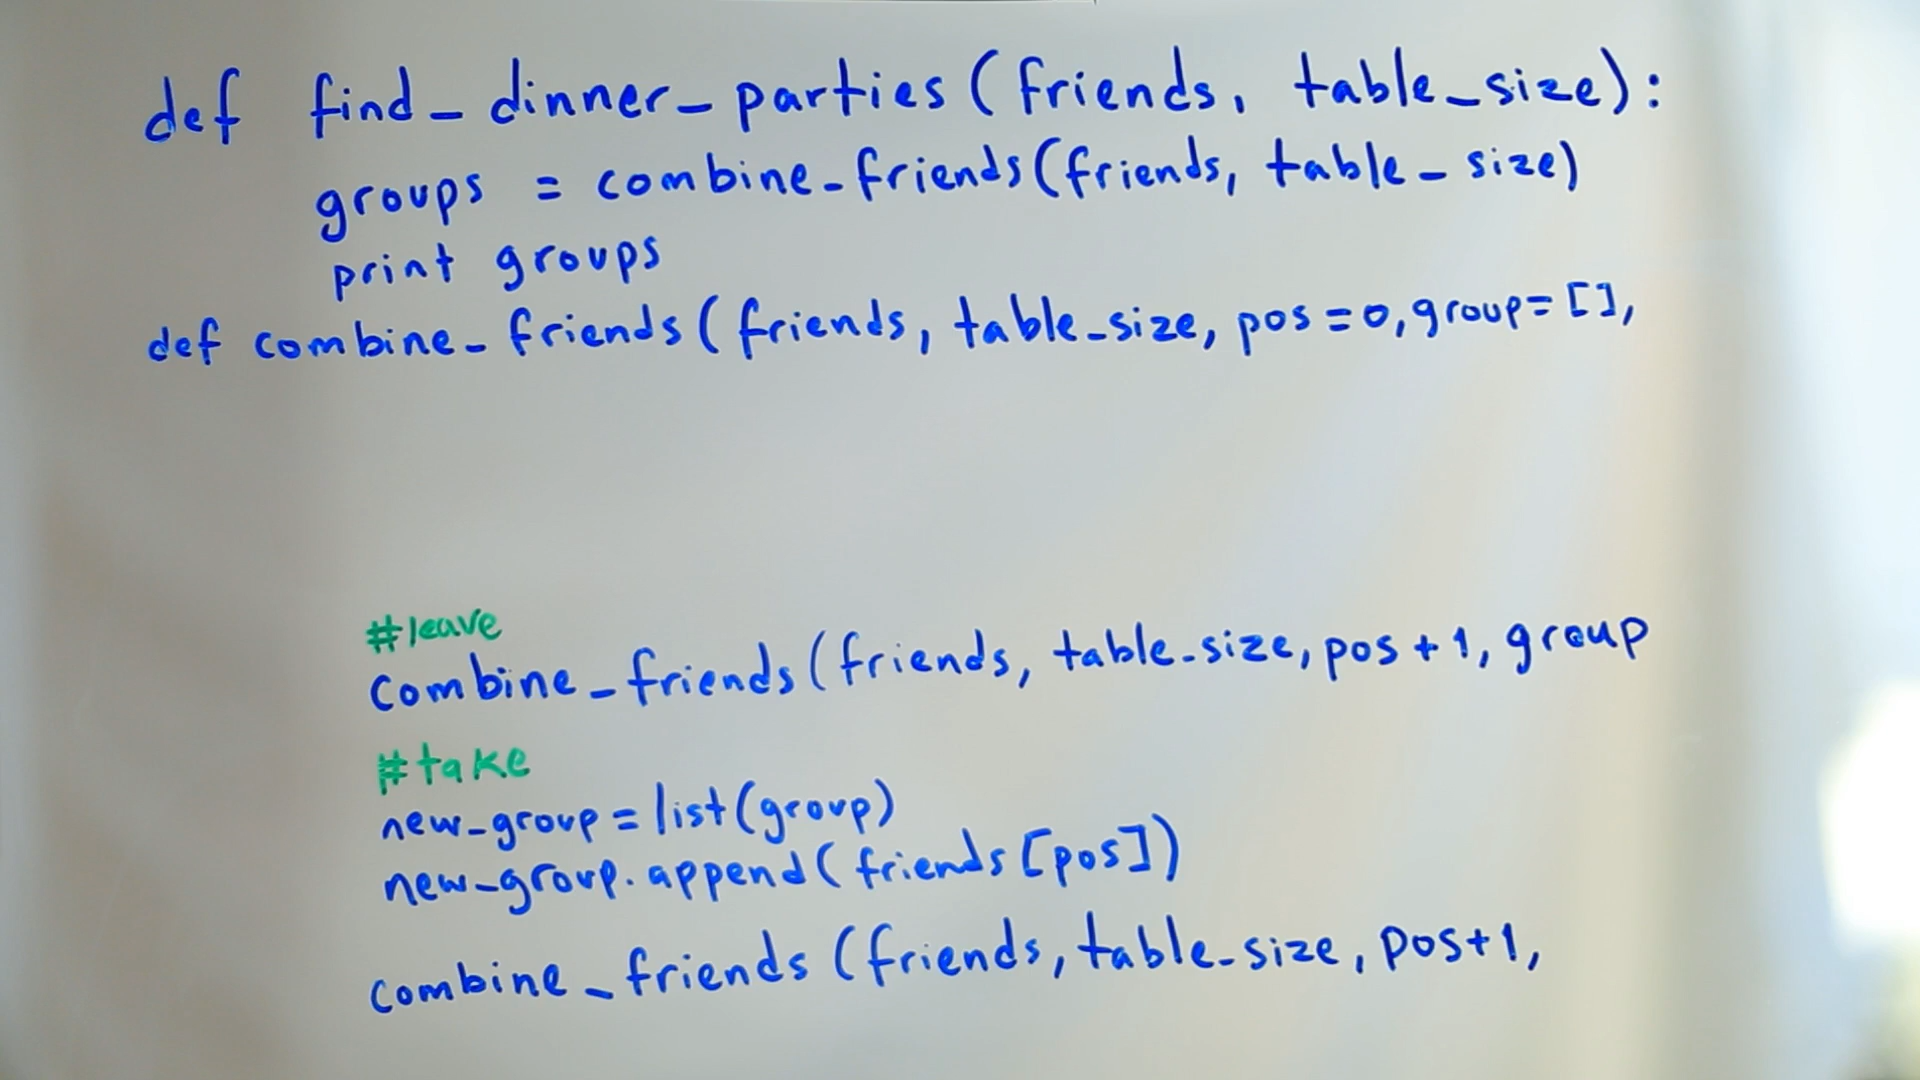 def find_dinner_parties(friends, table_size):
groups = combine_friends(friends, table_size)
print groups
def combine_friends(friends, table_size, pos=0, group=[],
#leave
combine_friends(friends, table_size, pos+1, group
#take
new_group = list(group)
new_group.append(friends[pos])
combine_friends(friends, table_size, pos+1,